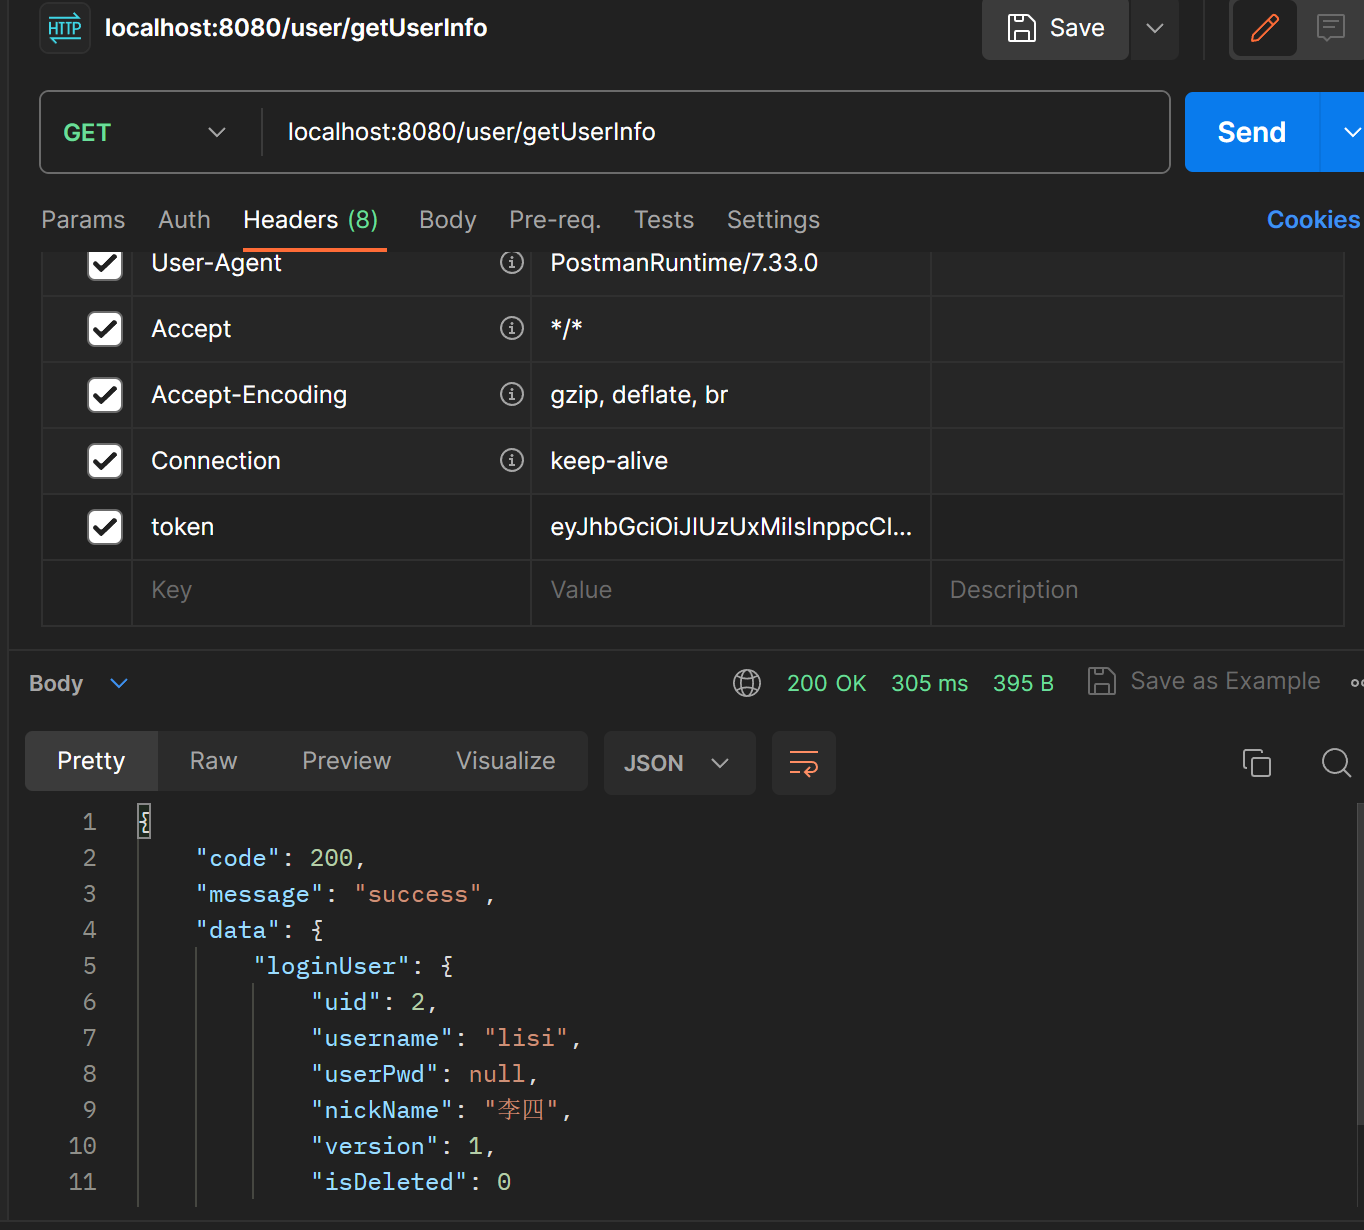 HTTP localhost:8080/user/getUserInfo Save
GET localhost:8080/user/getUserInfo Send
Params Auth Headers (8) Body Pre-req. Tests Settings Cookies
User-Agent PostmanRuntime/7.33.0
Accept */*
Accept-Encoding gzip, deflate, br
Connection keep-alive
token eyJhbGciOiJIUzUxMiIsInppcCI...
Key Value Description
Body 200 OK 305 ms 395 B Save as Example
Pretty Raw Preview Visualize JSON
1 {
2 "code": 200,
3 "message": "success",
4 "data": {
5 "loginUser": {
6 "uid": 2,
7 "username": "lisi",
8 "userPwd": null,
9 "nickName": "李四",
10 "version": 1,
11 "isDeleted": 0